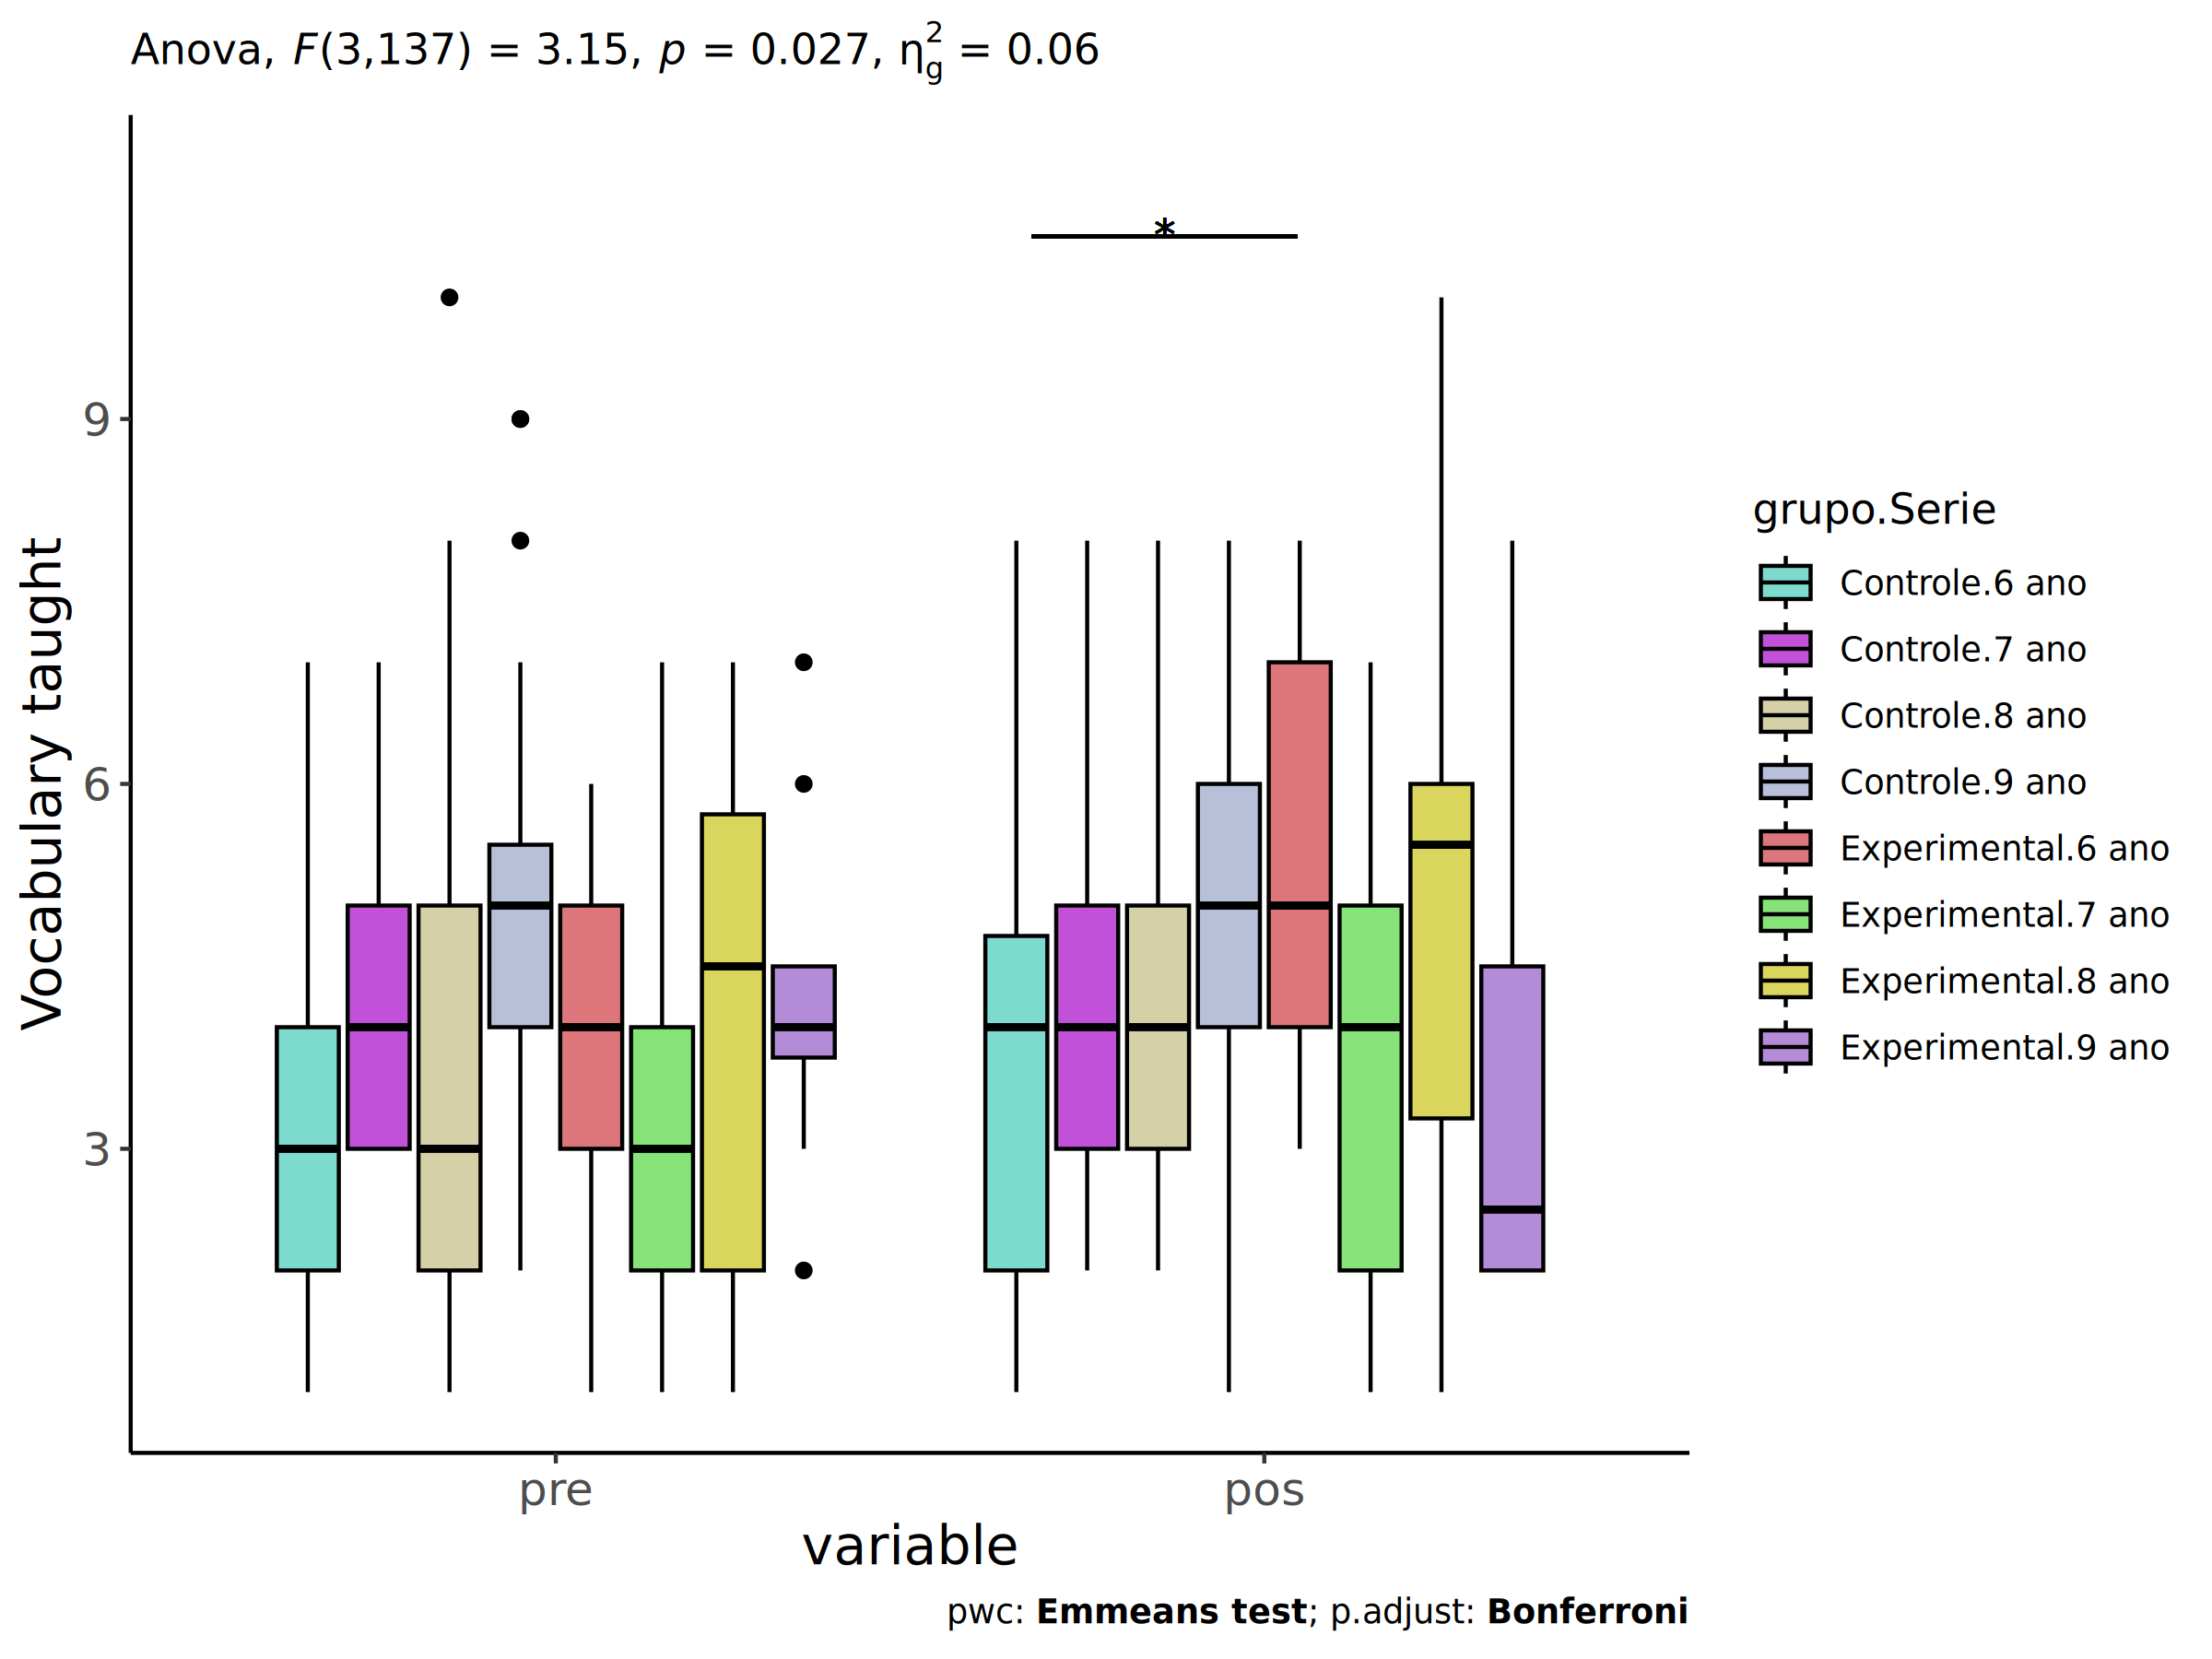 Anova, F(3,137) = 3.15, p = 0.027, η²g = 0.06
*
Vocabulary taught
9
6
3
pre
pos
variable
grupo.Serie
Controle.6 ano
Controle.7 ano
Controle.8 ano
Controle.9 ano
Experimental.6 ano
Experimental.7 ano
Experimental.8 ano
Experimental.9 ano
pwc: Emmeans test; p.adjust: Bonferroni